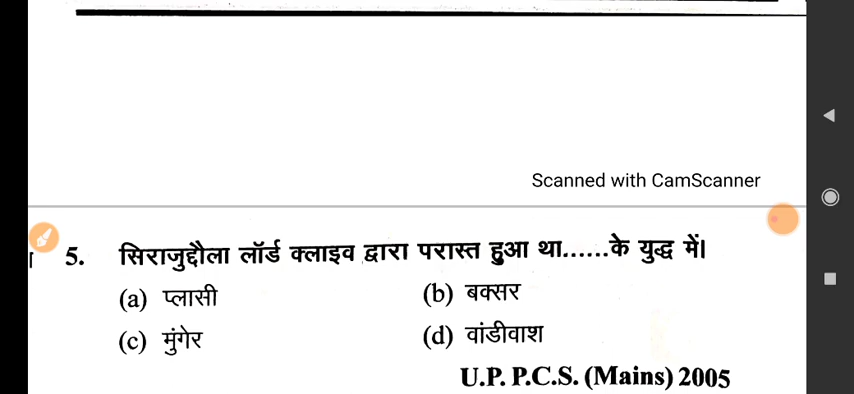 Scanned with CamScanner
5. सिराजुद्दौला लॉर्ड क्लाइव द्वारा परास्त हुआ था......के युद्ध में।
(a) प्लासी (b) बक्सर
(c) मुंगेर (d) वांडीवाश
U.P. P.C.S. (Mains) 2005